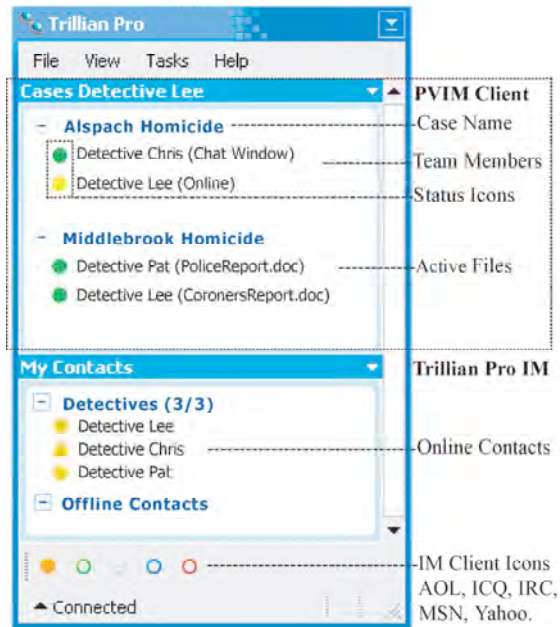 Trillian Pro
File View Tasks Help
Cases Detective Lee
PVIM Client
- Alspach Homicide
Case Name
Detective Chris (Chat Window)
Team Members
Detective Lee (Online)
Status Icons
- Middlebrook Homicide
Detective Pat (PoliceReport.doc)
Active Files
Detective Lee (CoronersReport.doc)
My Contacts
Trillian Pro IM
- Detectives (3/3)
Detective Lee
Detective Chris
Online Contacts
Detective Pat
- Offline Contacts
IM Client Icons
AOL, ICQ, IRC,
Connected
MSN, Yahoo.